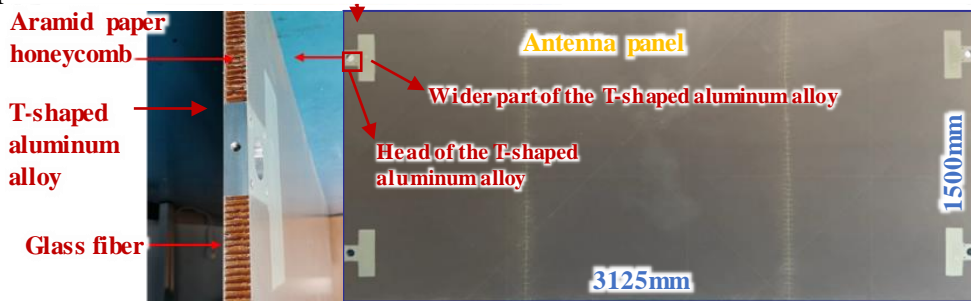 Aramid paper
honeycomb
T-shaped
aluminum
alloy
Glass fiber
Antenna panel
Wider part of the T-shaped aluminum alloy
Head of the T-shaped
aluminum alloy
1500mm
3125mm